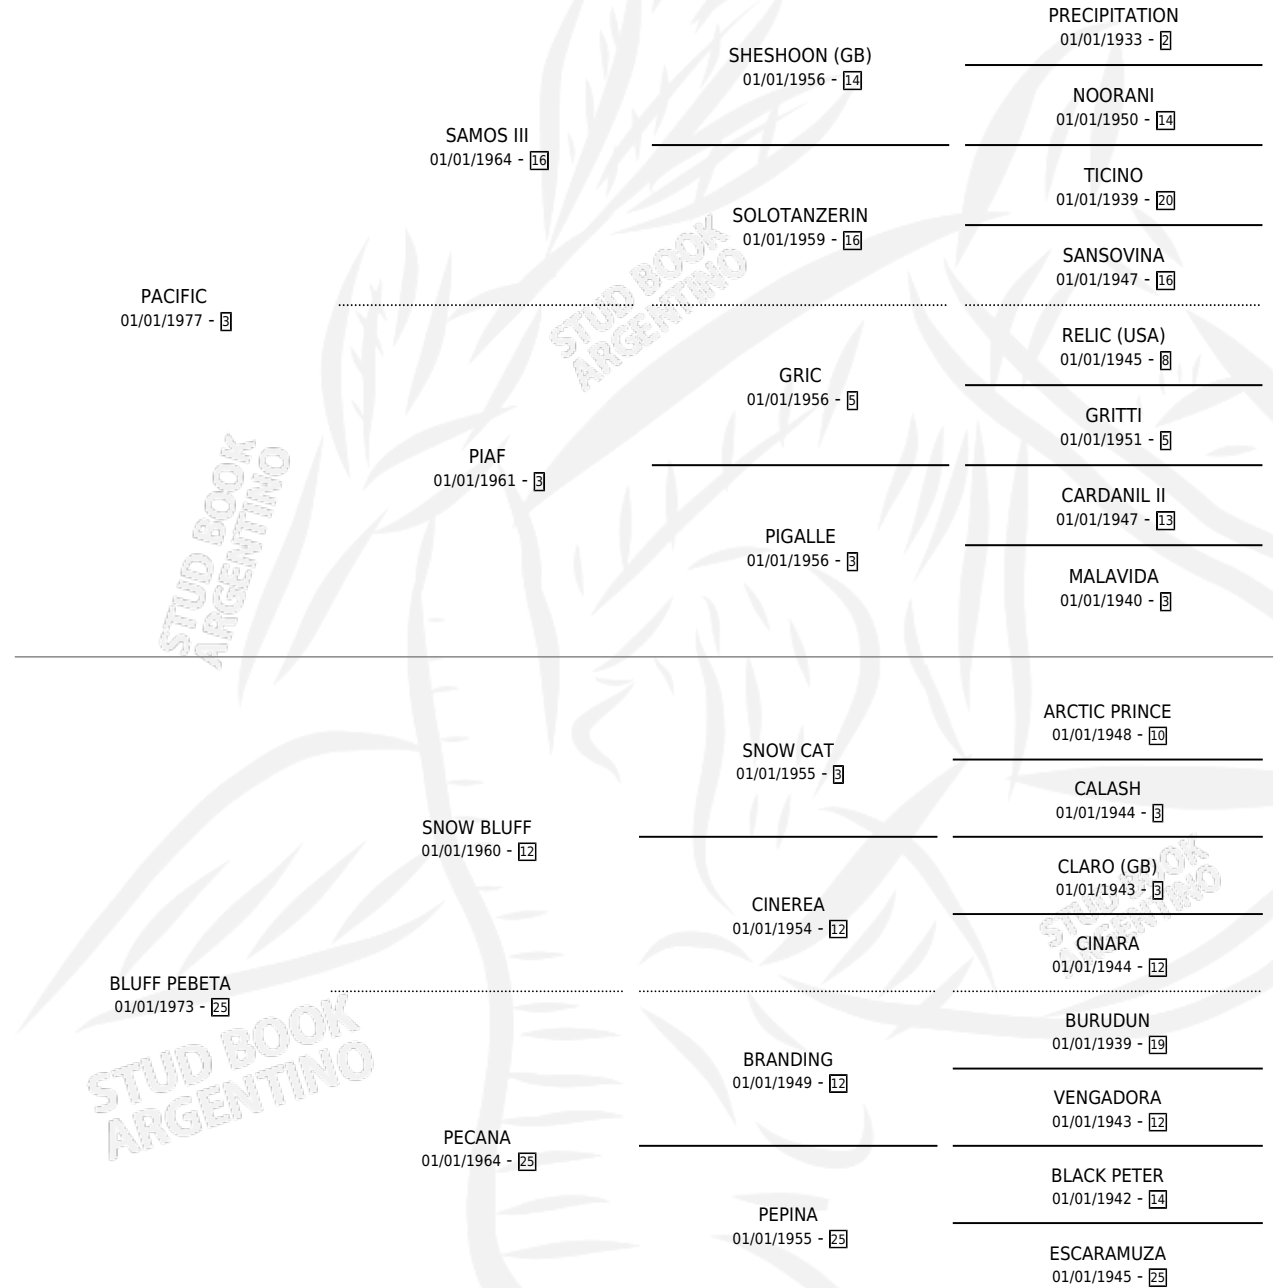 PRECIPITATION
01/01/1933 - 2
SHESHOON (GB)
01/01/1956 - 14
NOORANI
01/01/1950 - 14
SAMOS III
01/01/1964 - 16
TICINO
01/01/1939 - 20
SOLOTANZERIN
01/01/1959 - 16
SANSOVINA
01/01/1947 - 16
PACIFIC
01/01/1977 - 3
RELIC (USA)
01/01/1945 - 8
GRIC
01/01/1956 - 5
GRITTI
01/01/1951 - 5
PIAF
01/01/1961 - 3
CARDANIL II
01/01/1947 - 13
PIGALLE
01/01/1956 - 3
MALAVIDA
01/01/1940 - 3
ARCTIC PRINCE
01/01/1948 - 10
SNOW CAT
01/01/1955 - 3
CALASH
01/01/1944 - 3
SNOW BLUFF
01/01/1960 - 12
CLARO (GB)
01/01/1943 - 3
CINEREA
01/01/1954 - 12
CINARA
01/01/1944 - 12
BLUFF PEBETA
01/01/1973 - 25
BURUDUN
01/01/1939 - 19
BRANDING
01/01/1949 - 12
VENGADORA
01/01/1943 - 12
PECANA
01/01/1964 - 25
BLACK PETER
01/01/1942 - 14
PEPINA
01/01/1955 - 25
ESCARAMUZA
01/01/1945 - 25
STUD BOOK
ARGENTINO
STUD BOOK
ARGENTINO
STUD BOOK
ARGENTINO
STUD BOOK
ARGENTINO